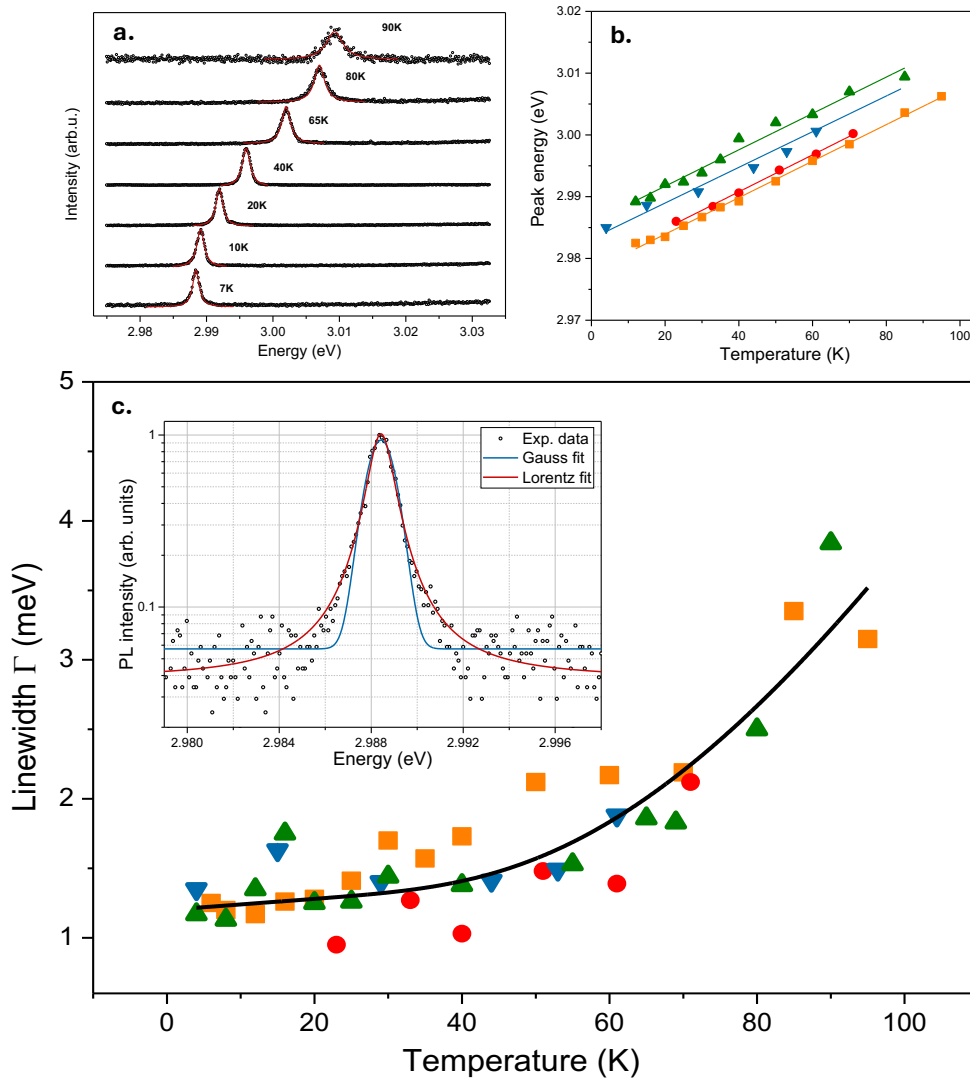 a.
90K
80K
65K
40K
20K
10K
7K
Intensity (arb.u.)
2.98 2.99 3.00 3.01 3.02 3.03
Energy (eV)
b.
3.02
3.01
3.00
2.99
2.98
2.97
Peak energy (eV)
0 20 40 60 80 100
Temperature (K)
c.
5
4
3
2
1
Linewidth Γ (meV)
1
0.1
PL intensity (arb. units)
Exp. data
Gauss fit
Lorentz fit
2.980 2.984 2.988 2.992 2.996
Energy (eV)
0 20 40 60 80 100
Temperature (K)